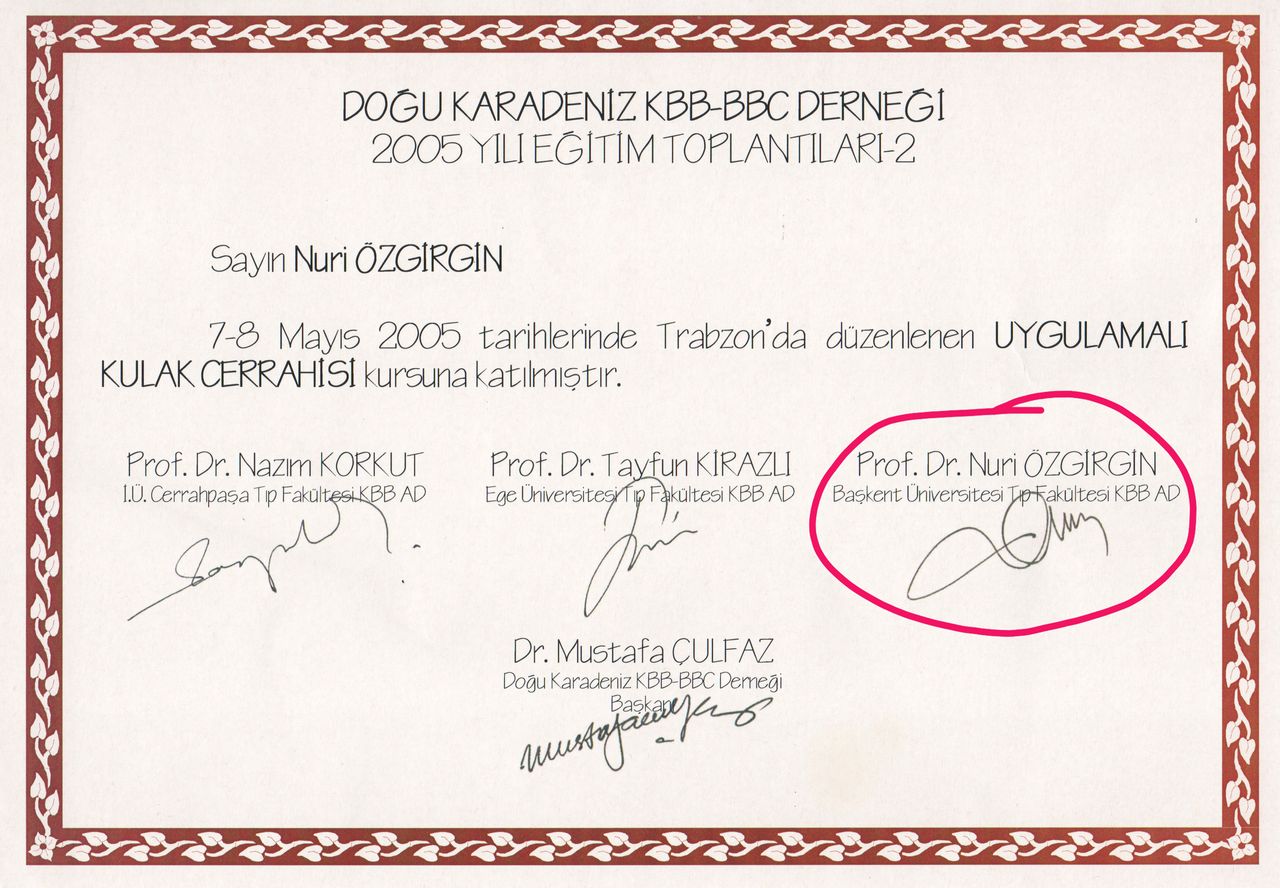 DOĞU KARADENİZ KBB-BBC DERNEĞİ
2005 YILI EĞİTİM TOPLANTILARI-2
Sayın Nuri ÖZGİRGİN
7-8 Mayıs 2005 tarihlerinde Trabzon'da düzenlenen UYGULAMALI
KULAK CERRAHİSİ kursuna katılmıştır.
Prof. Dr. Nazım KORKUT
İ.Ü. Cerrahpaşa Tıp Fakültesi KBB AD
Prof. Dr. Tayfun KİRAZLI
Ege Üniversitesi Tıp Fakültesi KBB AD
Prof. Dr. Nuri ÖZGİRGİN
Başkent Üniversitesi Tıp Fakültesi KBB AD
Dr. Mustafa ÇULFAZ
Doğu Karadeniz KBB-BBC Derneği
Başkanı